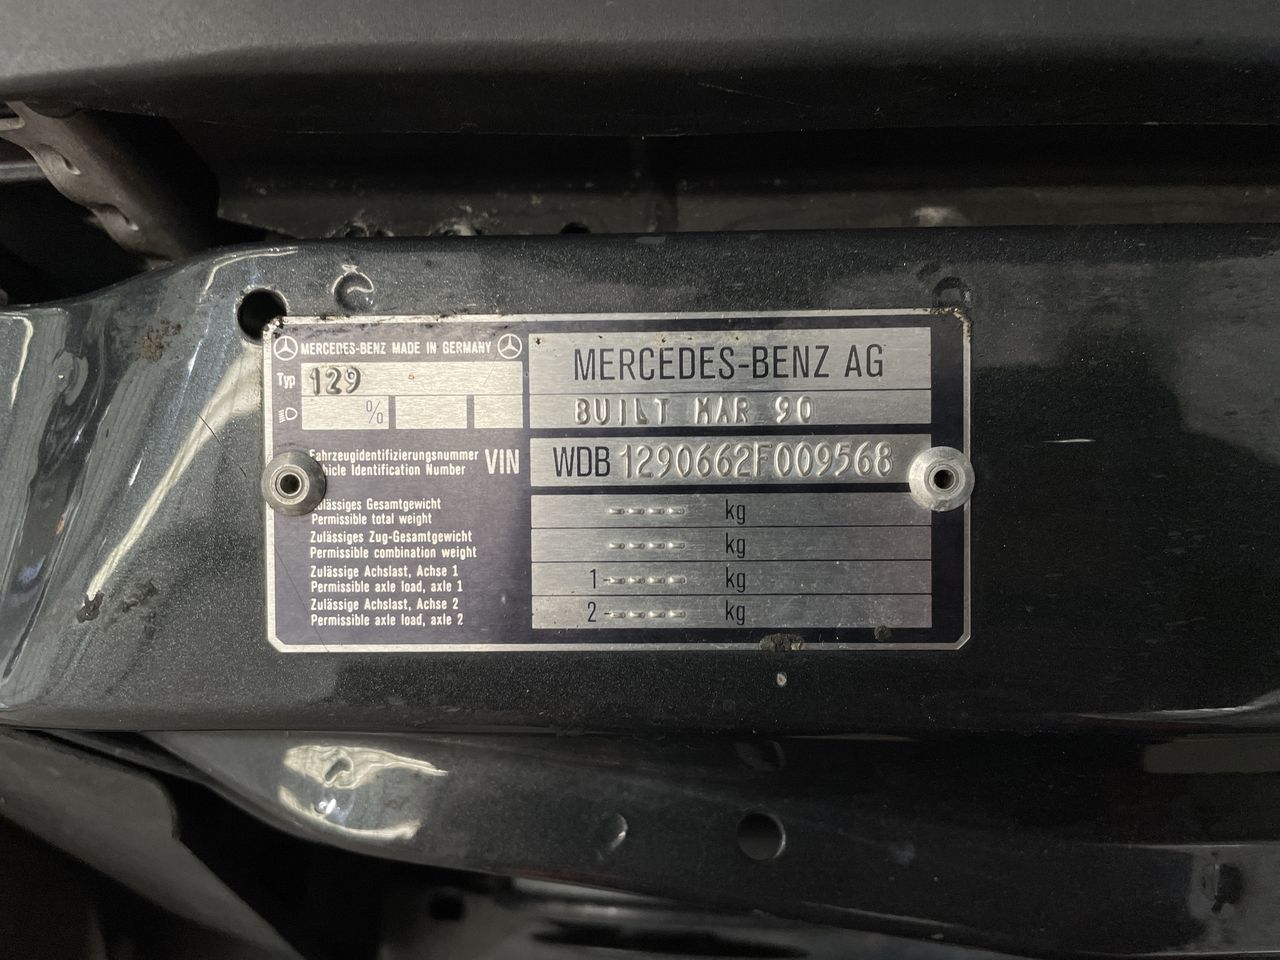 MERCEDES-BENZ MADE IN GERMANY
Typ 129
%
MERCEDES-BENZ AG
BUILT MAR 90
Fahrzeugidentifizierungsnummer
Vehicle Identification Number VIN
WDB 1290662F009568
Zulässiges Gesamtgewicht
Permissible total weight
---- kg
Zulässiges Zug-Gesamtgewicht
Permissible combination weight
---- kg
Zulässige Achslast, Achse 1
Permissible axle load, axle 1
1----- kg
Zulässige Achslast, Achse 2
Permissible axle load, axle 2
2----- kg